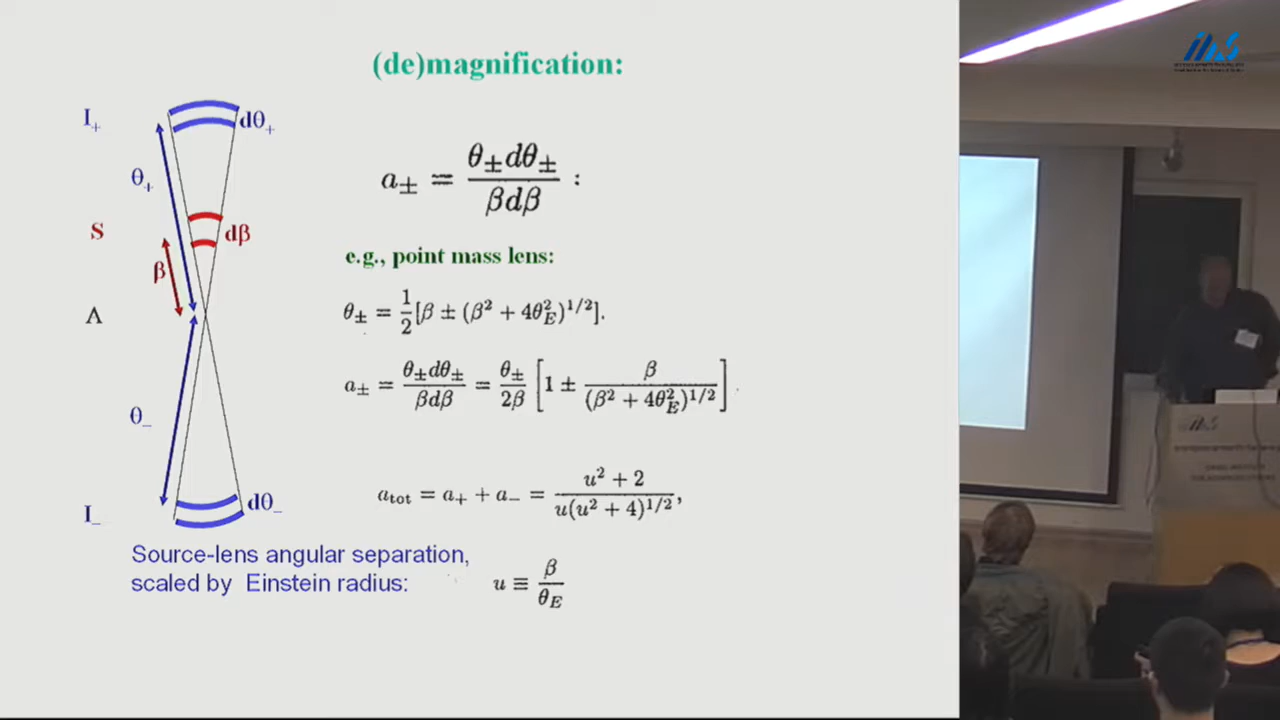 (de)magnification:
I₊
dθ₊
θ₊
a± = θ±dθ± / βdβ :
S
dβ
β
e.g., point mass lens:
Λ
θ± = 1/2[β ± (β² + 4θ_E²)^1/2].
a± = θ±dθ± / βdβ = θ± / 2β [1 ± β / (β² + 4θ_E²)^1/2]
θ₋
a_tot = a₊ + a₋ = u² + 2 / u(u² + 4)^1/2,
dθ₋
I₋
Source-lens angular separation,
scaled by Einstein radius:
u ≡ β / θ_E